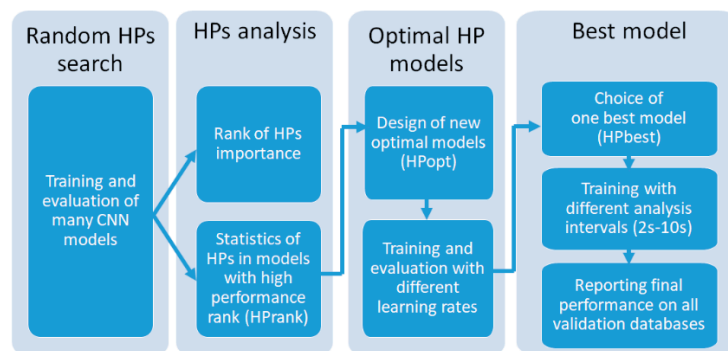 Random HPs
search
Training and
evaluation of
many CNN
models
HPs analysis
Rank of HPs
importance
Statistics of
HPs in models
with high
performance
rank (HPrank)
Optimal HP
models
Design of new
optimal models
(HPopt)
Training and
evaluation with
different
learning rates
Best model
Choice of
one best model
(HPbest)
Training with
different analysis
intervals (2s-10s)
Reporting final
performance on all
validation databases